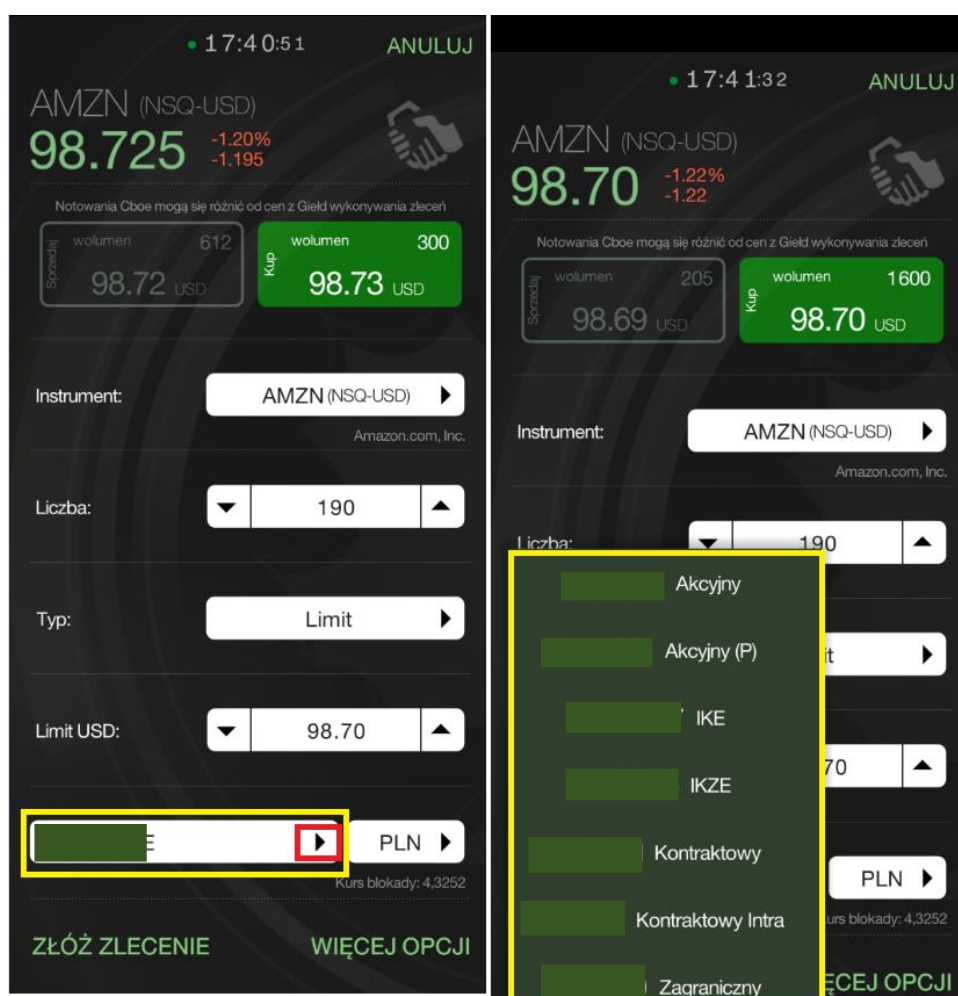 17:40:51 ANULUJ
AMZN (NSQ-USD)
98.725 -1.20%
-1.195
Notowania Cboe mogą się różnić od cen z Giełd wykonywania zleceń
Sprzedaj wolumen 612
98.72 USD
Kup wolumen 300
98.73 USD
Instrument: AMZN (NSQ-USD)
Amazon.com, Inc.
Liczba: 190
Typ: Limit
Limit USD: 98.70
E PLN
Kurs blokady: 4,3252
ZŁÓŻ ZLECENIE WIĘCEJ OPCJI
17:41:32 ANULUJ
AMZN (NSQ-USD)
98.70 -1.22%
-1.22
Notowania Cboe mogą się różnić od cen z Giełd wykonywania zleceń
Sprzedaj wolumen 205
98.69 USD
Kup wolumen 1600
98.70 USD
Instrument: AMZN (NSQ-USD)
Amazon.com, Inc.
Liczba: 190
Akcyjny
Akcyjny (P)
it
IKE
70
IKZE
Kontraktowy
PLN
Kontraktowy Intra
urs blokady: 4,3252
Zagraniczny
ĘCEJ OPCJI